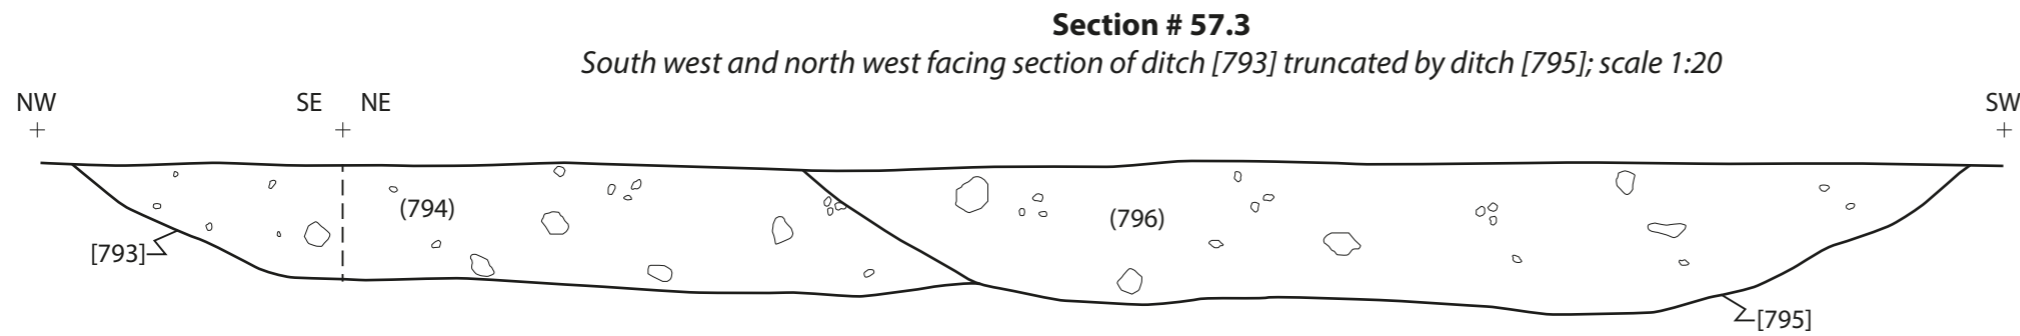 Section # 57.3
South west and north west facing section of ditch [793] truncated by ditch [795]; scale 1:20
NW SE NE SW
(794) (796)
[793]
[795]